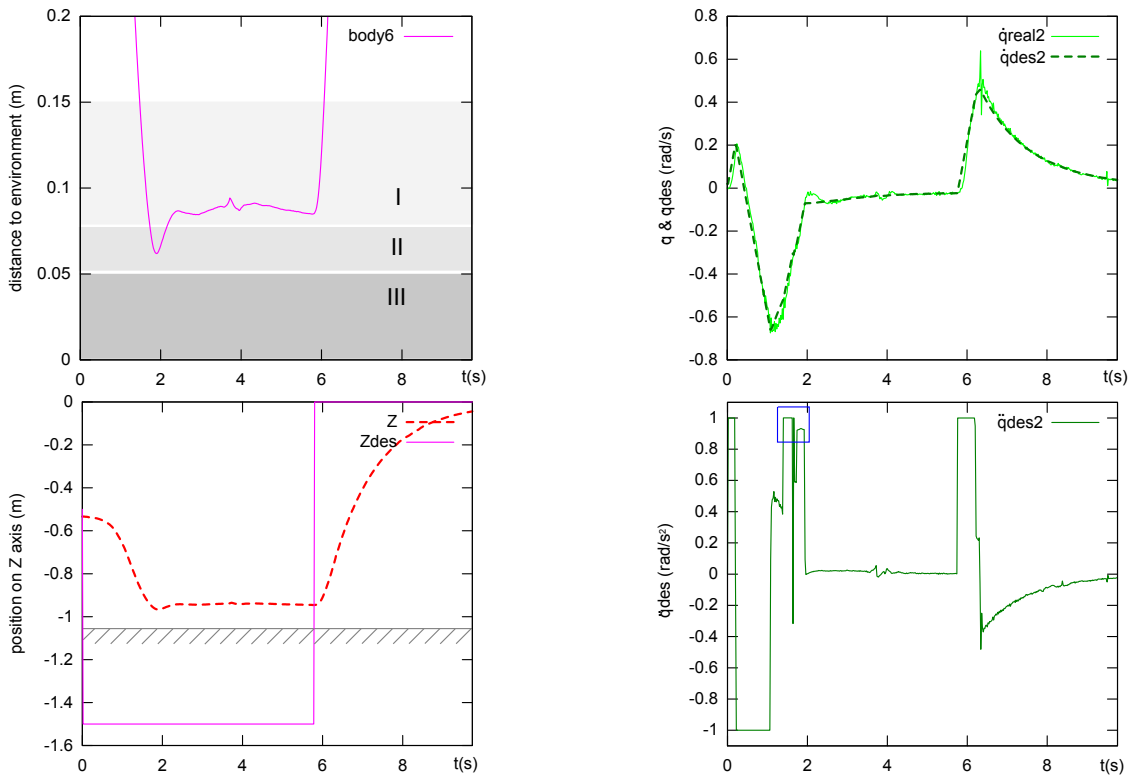 0.2
0.15
0.1
0.05
0
distance to environment (m)
body6
I
II
III
0 2 4 6 8
t(s)
0.8
0.6
0.4
0.2
0
-0.2
-0.4
-0.6
-0.8
q & qdes (rad/s)
q̇real2
q̇des2
0 2 4 6 8
t(s)
0
-0.2
-0.4
-0.6
-0.8
-1
-1.2
-1.4
-1.6
position on Z axis (m)
Z
Zdes
0 2 4 6 8
t(s)
1
0.8
0.6
0.4
0.2
0
-0.2
-0.4
-0.6
-0.8
-1
q̈des (rad/s²)
q̈des2
0 2 4 6 8
t(s)